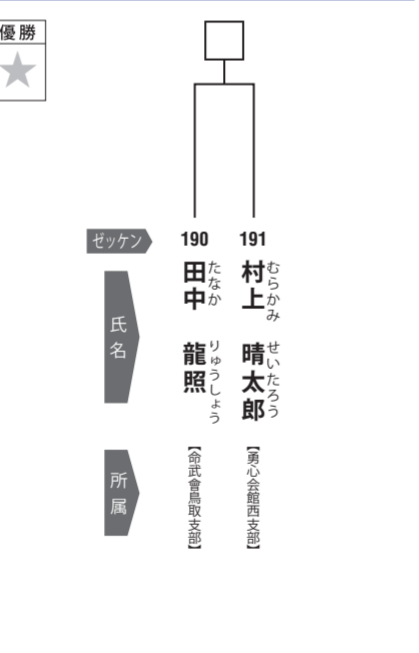 優勝
ゼッケン
190
191
氏名
田中 龍照
たなか りゅうしょう
村上 晴太郎
むらかみ せいたろう
所属
【命武會鳥取支部】
【勇心会館西支部】